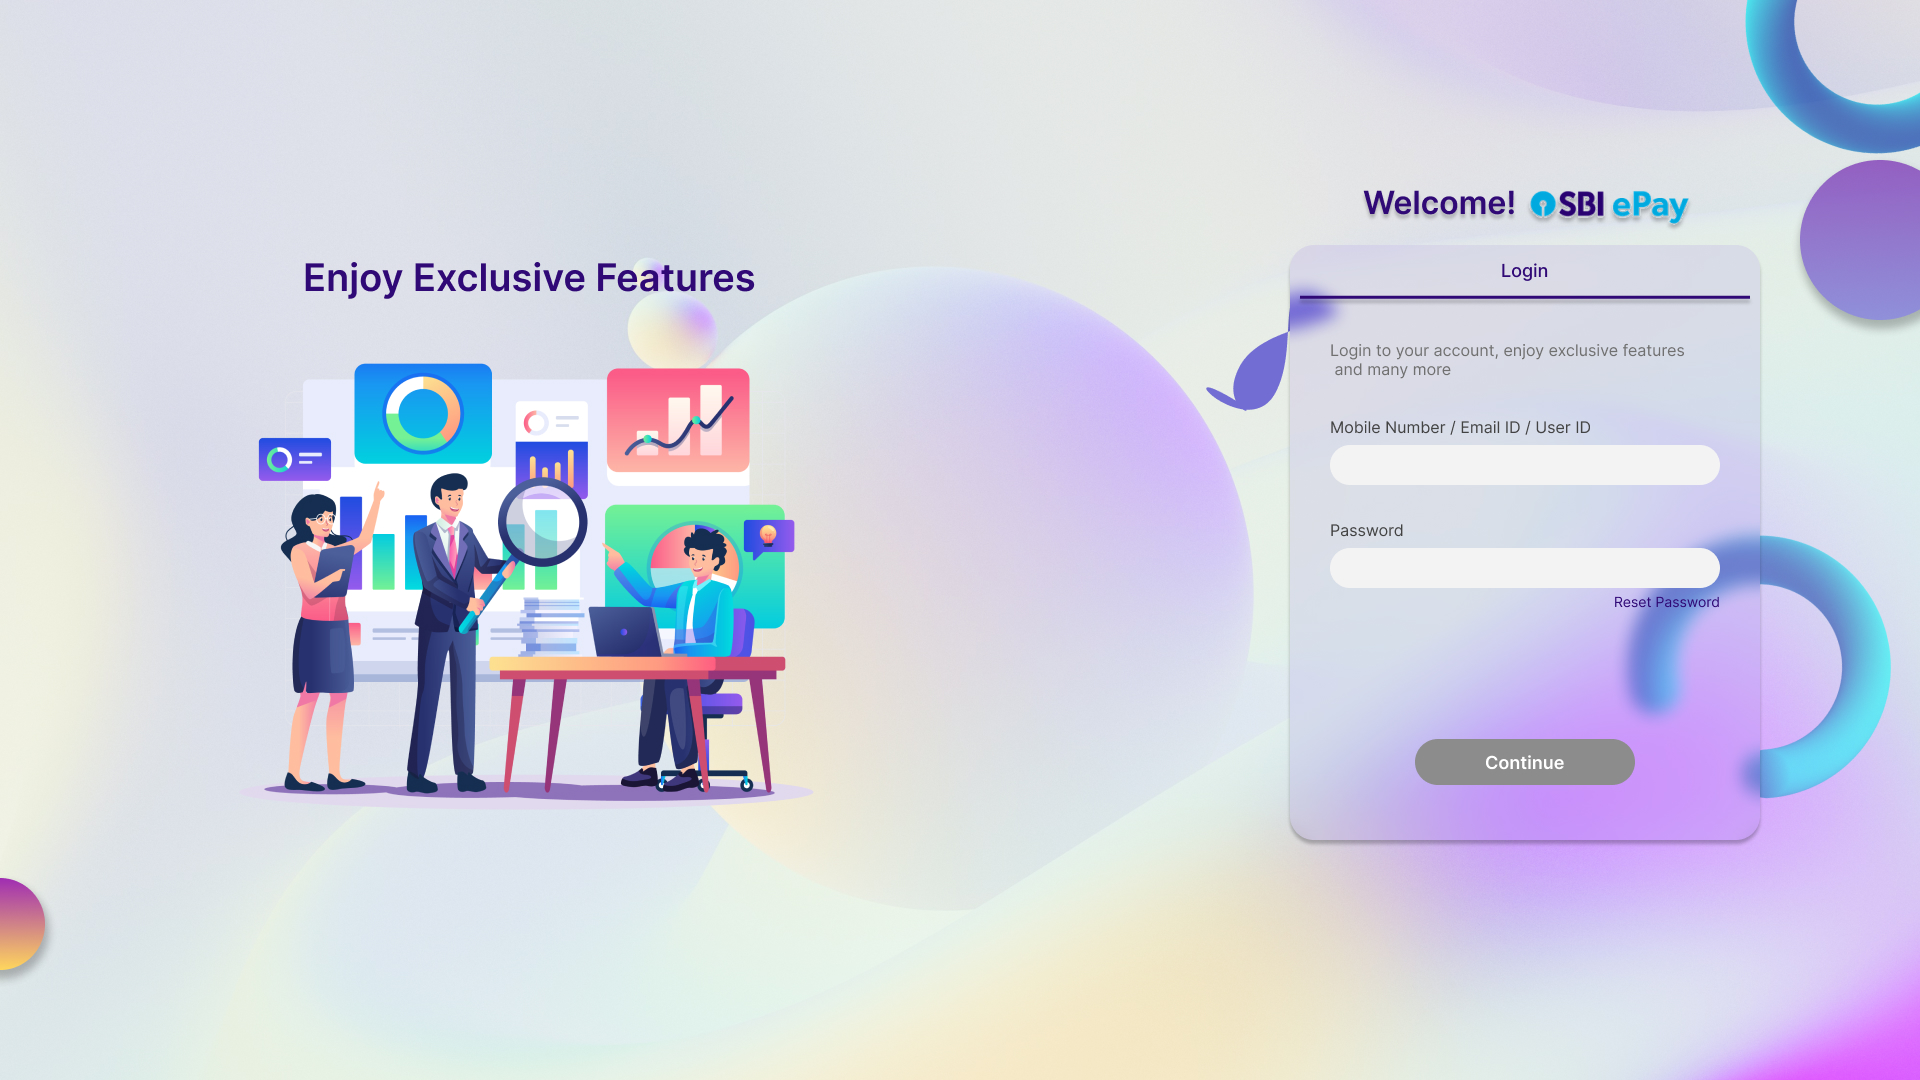 Enjoy Exclusive Features
Welcome! SBI ePay
Login
Login to your account, enjoy exclusive features
and many more
Mobile Number / Email ID / User ID
Password
Reset Password
Continue